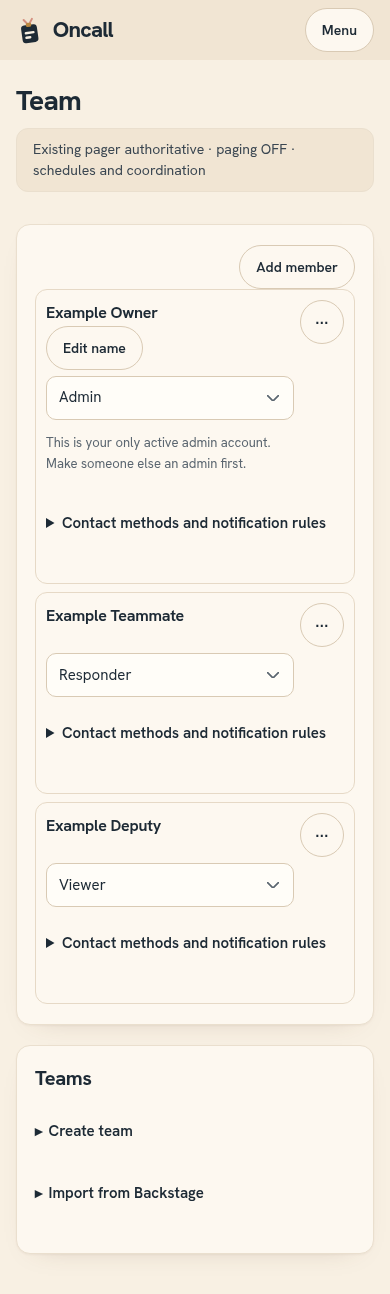 Oncall
Menu
Team
Existing pager authoritative · paging OFF ·
schedules and coordination
Add member
Example Owner
...
Edit name
Admin
This is your only active admin account.
Make someone else an admin first.
Contact methods and notification rules
Example Teammate
...
Responder
Contact methods and notification rules
Example Deputy
...
Viewer
Contact methods and notification rules
Teams
Create team
Import from Backstage